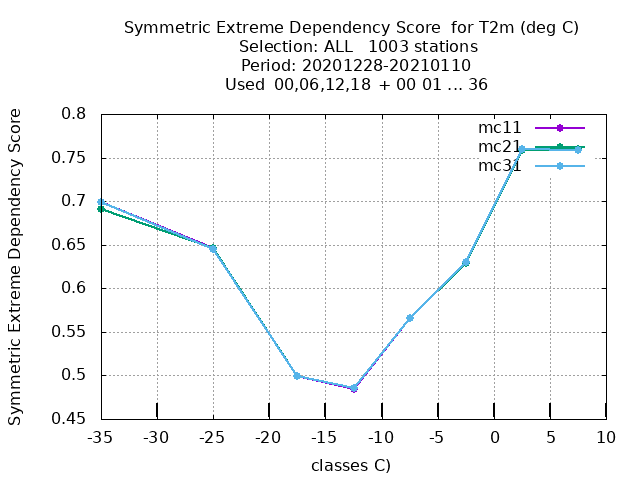 Symmetric Extreme Dependency Score  for T2m (deg C)
Selection: ALL   1003 stations
Period: 20201228-20210110
Used  00,06,12,18  + 00 01 ... 36
Symmetric Extreme Dependency Score
0.8
0.75
0.7
0.65
0.6
0.55
0.5
0.45
mc11
mc21
mc31
-35 -30 -25 -20 -15 -10 -5 0 5 10
classes C)